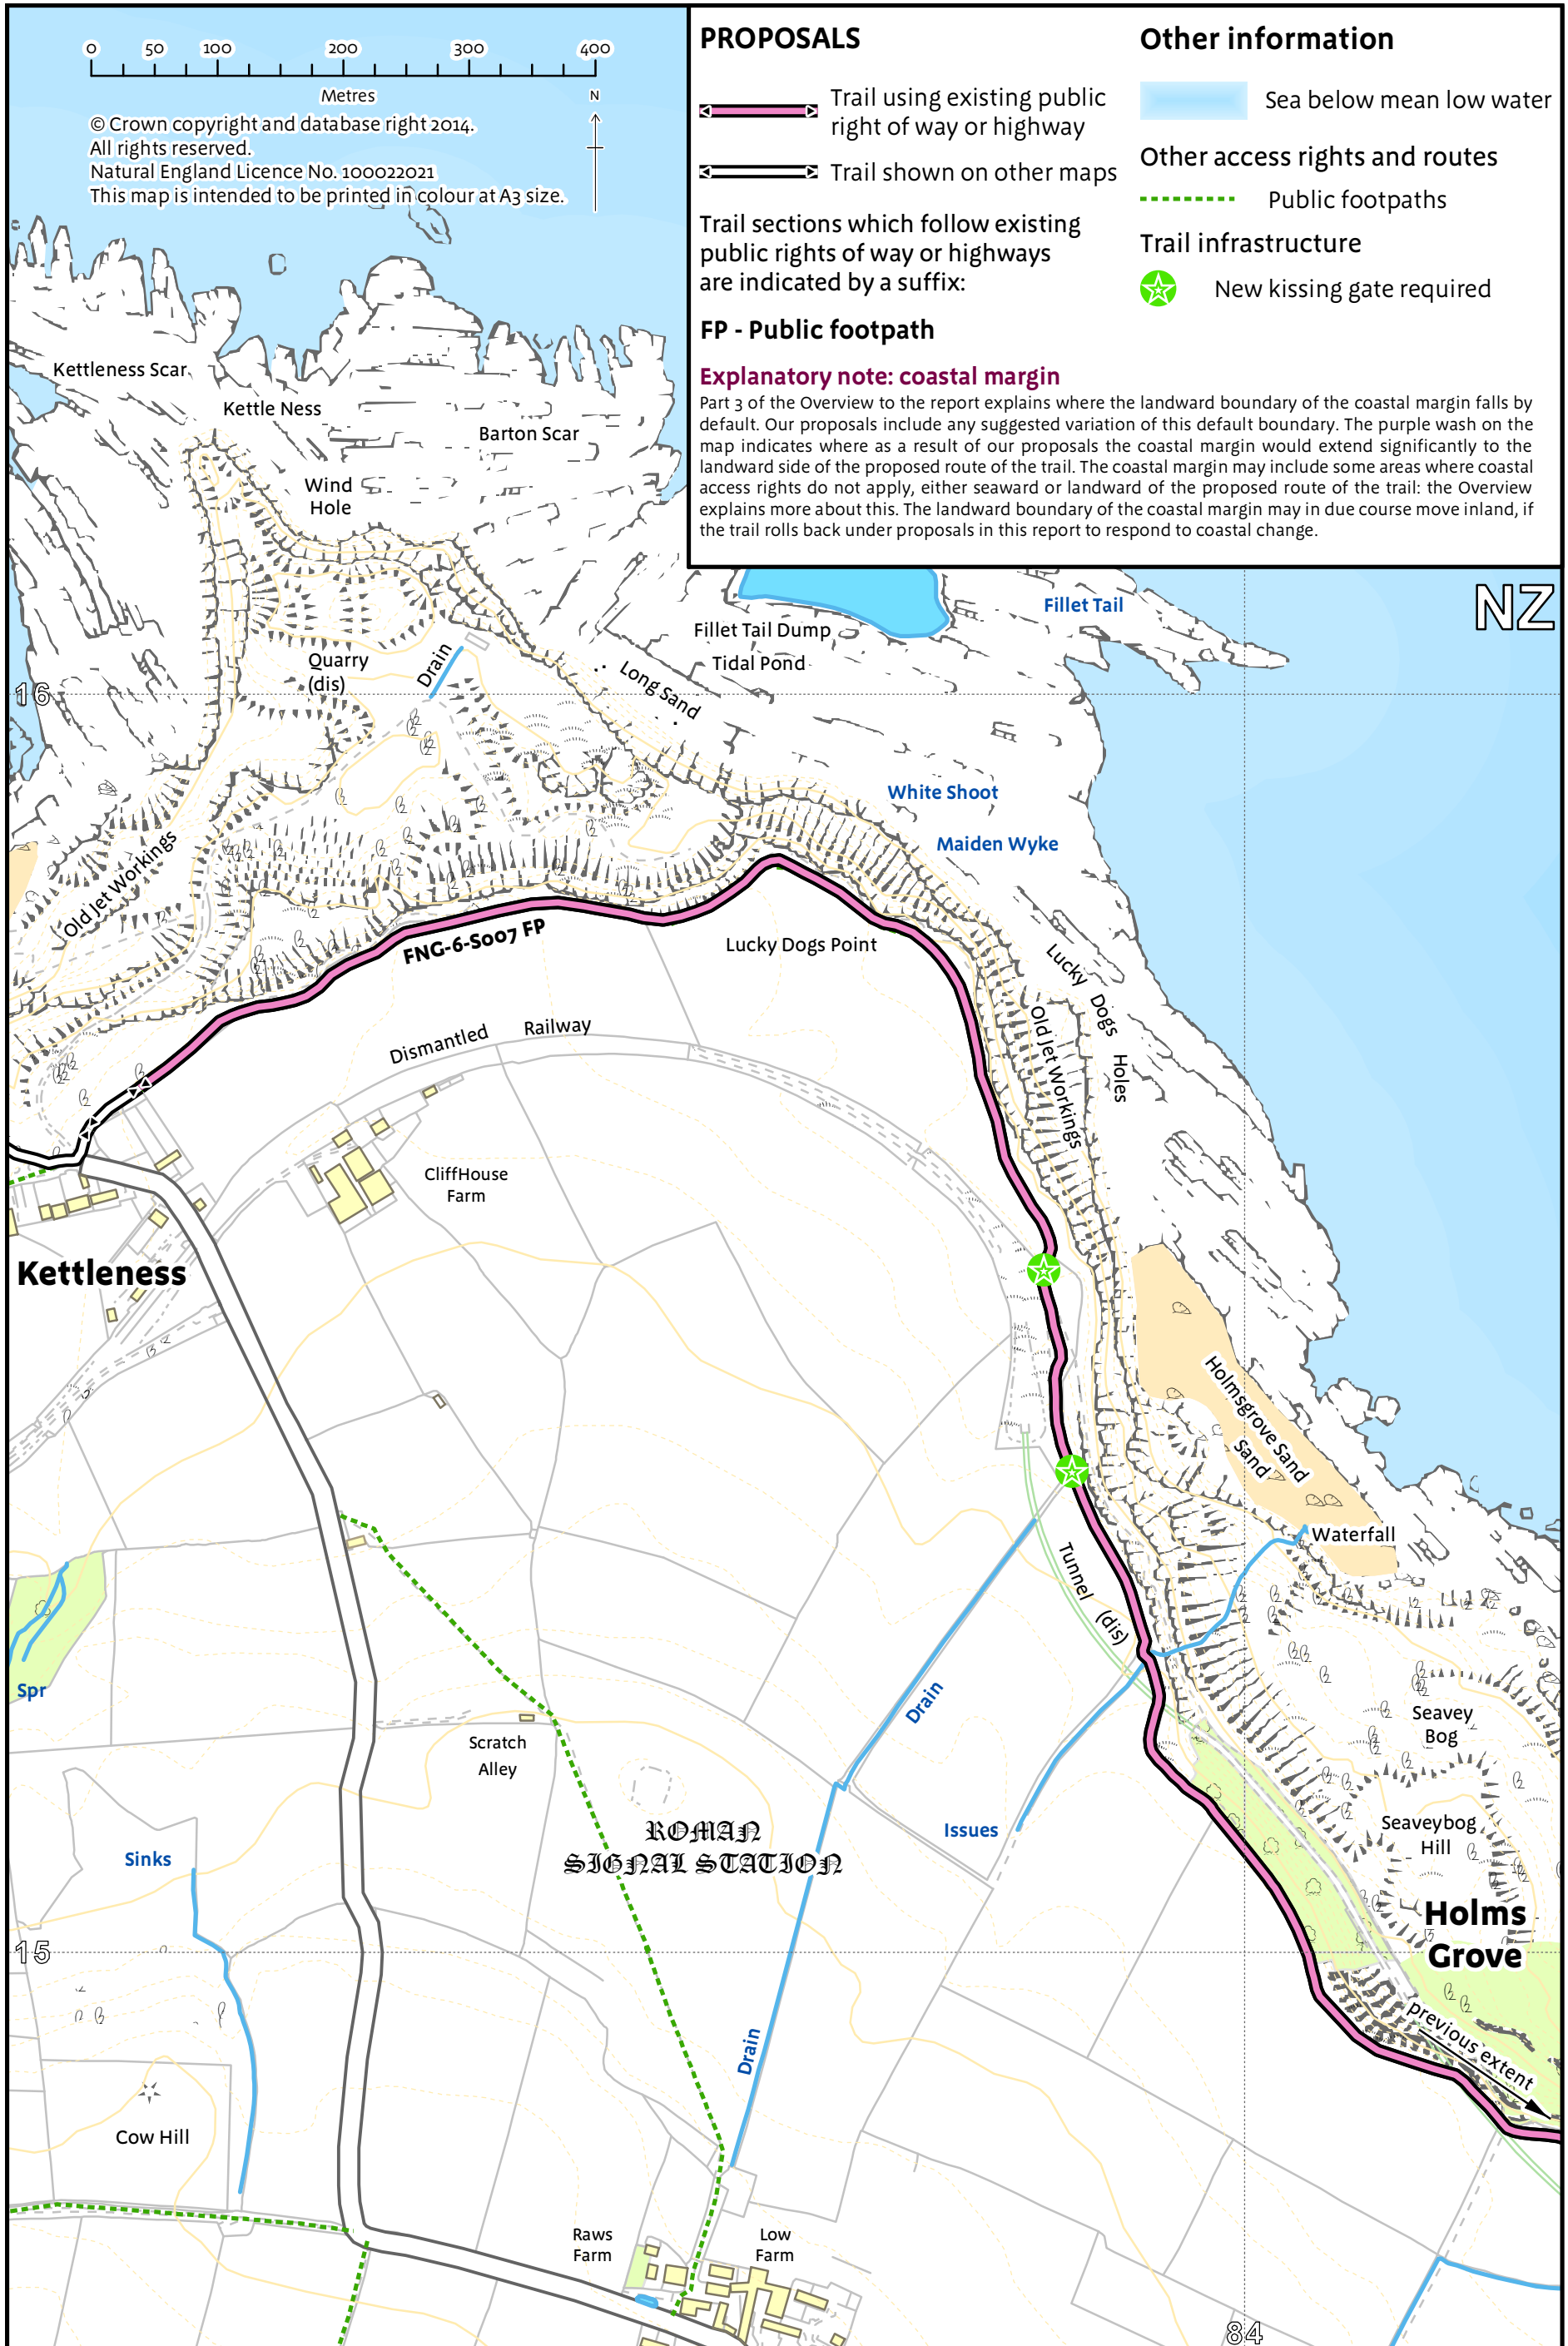 0 50 100 200 300 400
Metres
N
© Crown copyright and database right 2014.
All rights reserved.
Natural England Licence No. 100022021
This map is intended to be printed in colour at A3 size.
PROPOSALS
Trail using existing public
right of way or highway
Trail shown on other maps
Trail sections which follow existing
public rights of way or highways
are indicated by a suffix:
FP - Public footpath
Other information
Sea below mean low water
Other access rights and routes
Public footpaths
Trail infrastructure
New kissing gate required
Explanatory note: coastal margin
Part 3 of the Overview to the report explains where the landward boundary of the coastal margin falls by
default. Our proposals include any suggested variation of this default boundary. The purple wash on the
map indicates where as a result of our proposals the coastal margin would extend significantly to the
landward side of the proposed route of the trail. The coastal margin may include some areas where coastal
access rights do not apply, either seaward or landward of the proposed route of the trail: the Overview
explains more about this. The landward boundary of the coastal margin may in due course move inland, if
the trail rolls back under proposals in this report to respond to coastal change.
Kettleness Scar
Kettle Ness
Barton Scar
Wind
Hole
NZ
Fillet Tail
Fillet Tail Dump
Tidal Pond
Quarry
(dis)
Drain
Long Sand
16
White Shoot
Maiden Wyke
Old Jet Workings
FNG-6-S007 FP
Lucky Dogs Point
Lucky
Dogs
Holes
Old Jet Workings
Dismantled Railway
CliffHouse
Farm
Kettleness
Holmsgrove Sand
Sand
Waterfall
Tunnel (dis)
Spr
Drain
Seavey
Bog
Scratch
Alley
ROMAN
SIGNAL STATION
Issues
Seaveybog
Hill
Sinks
Holms
Grove
15
previous extent
Drain
Cow Hill
Raws
Farm
Low
Farm
84